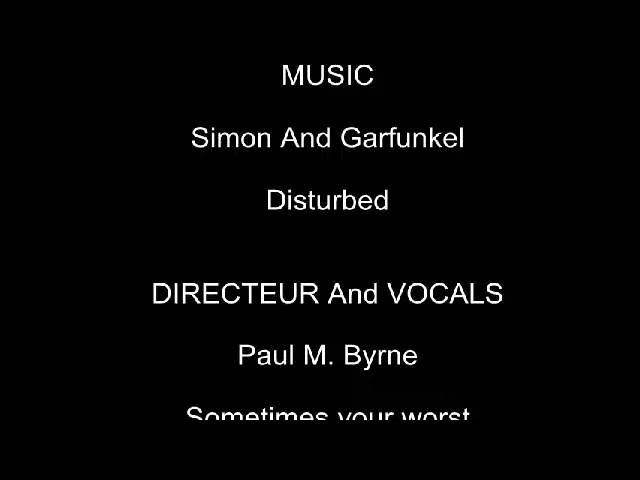 MUSIC
Simon And Garfunkel
Disturbed
DIRECTEUR And VOCALS
Paul M. Byrne
Sometimes your worst